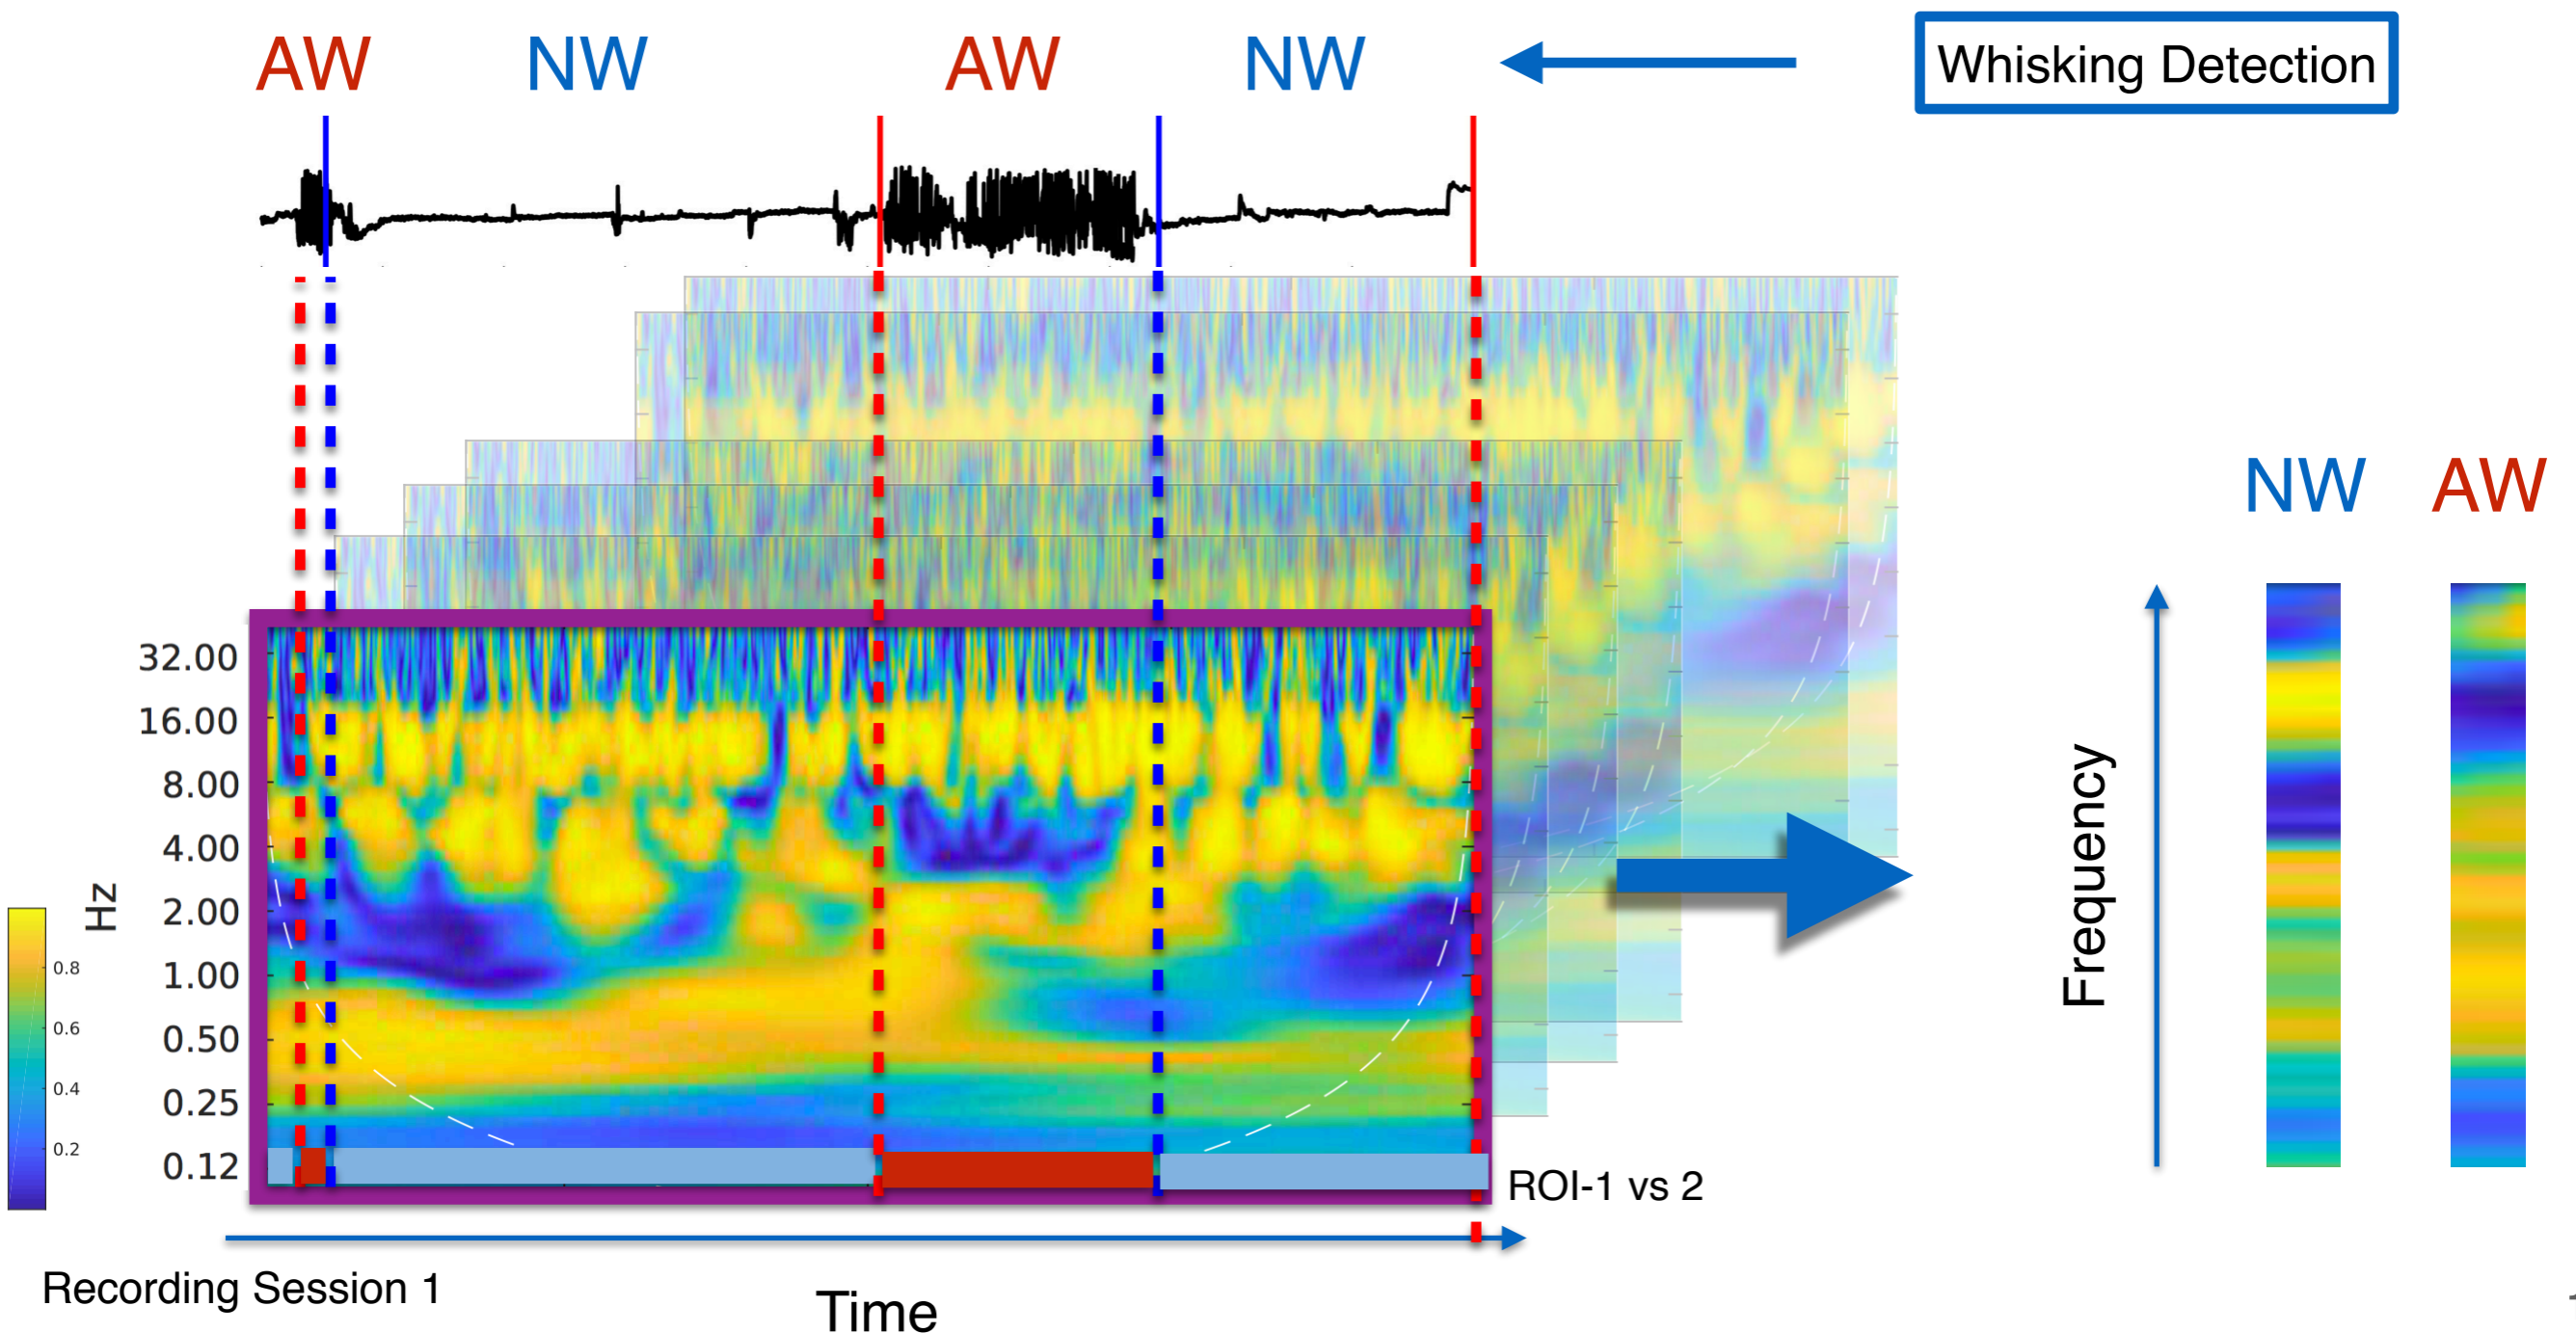 AW NW AW NW
Whisking Detection
NW AW
32.00
16.00
8.00
4.00
2.00
1.00
0.50
0.25
0.12
Hz
0.8
0.6
0.4
0.2
Frequency
ROI-1 vs 2
Recording Session 1
Time